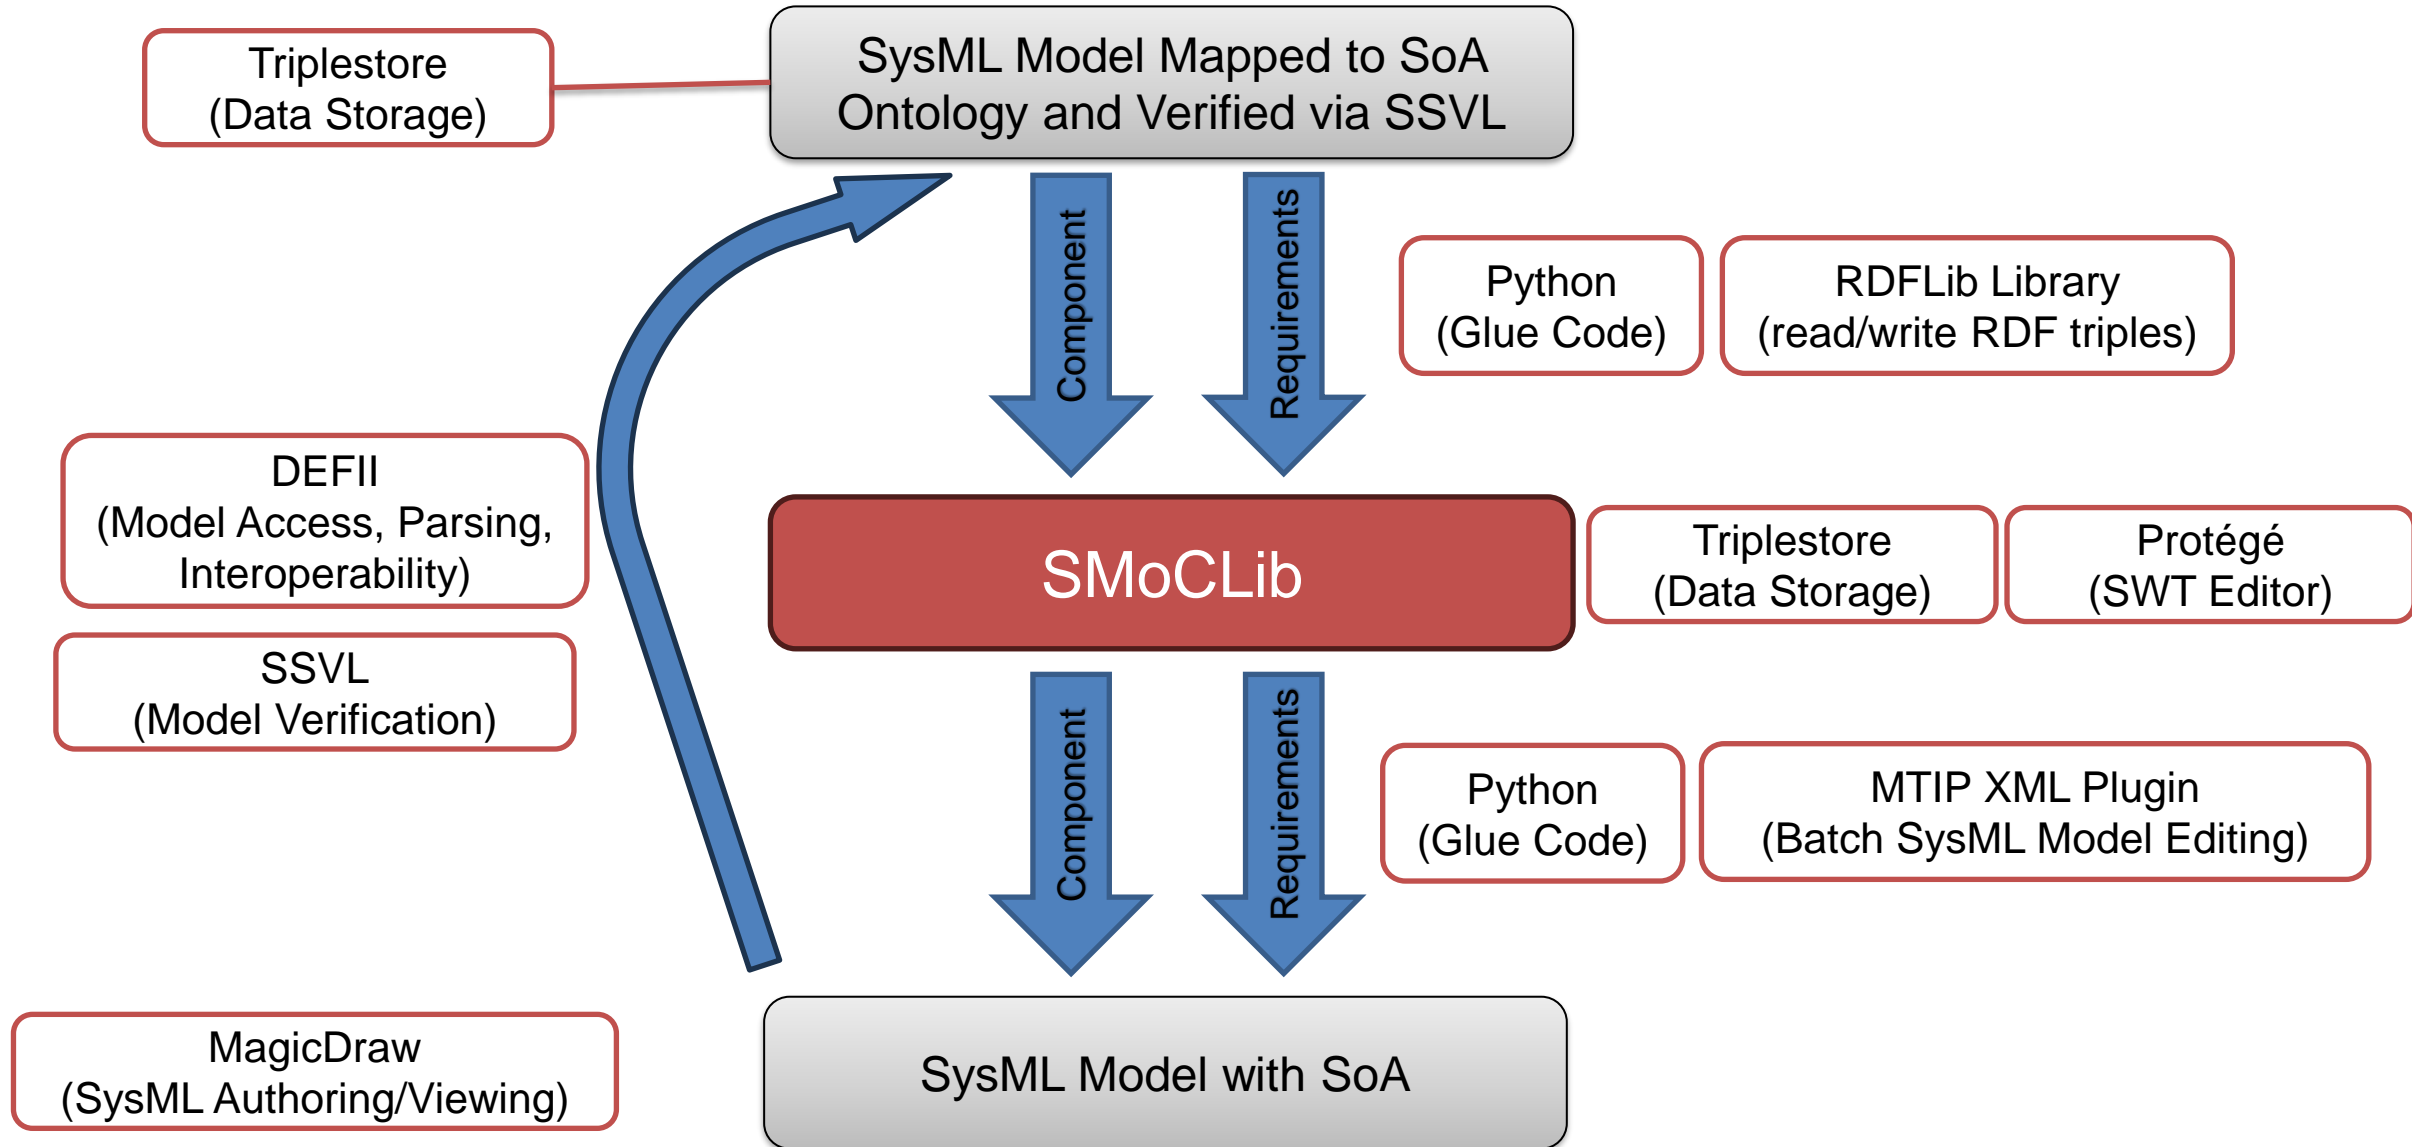 Triplestore
(Data Storage)
SysML Model Mapped to SoA
Ontology and Verified via SSVL
Component
Requirements
Python
(Glue Code)
RDFLib Library
(read/write RDF triples)
DEFII
(Model Access, Parsing,
Interoperability)
SSVL
(Model Verification)
SMoCLib
Triplestore
(Data Storage)
Protégé
(SWT Editor)
Component
Requirements
Python
(Glue Code)
MTIP XML Plugin
(Batch SysML Model Editing)
MagicDraw
(SysML Authoring/Viewing)
SysML Model with SoA